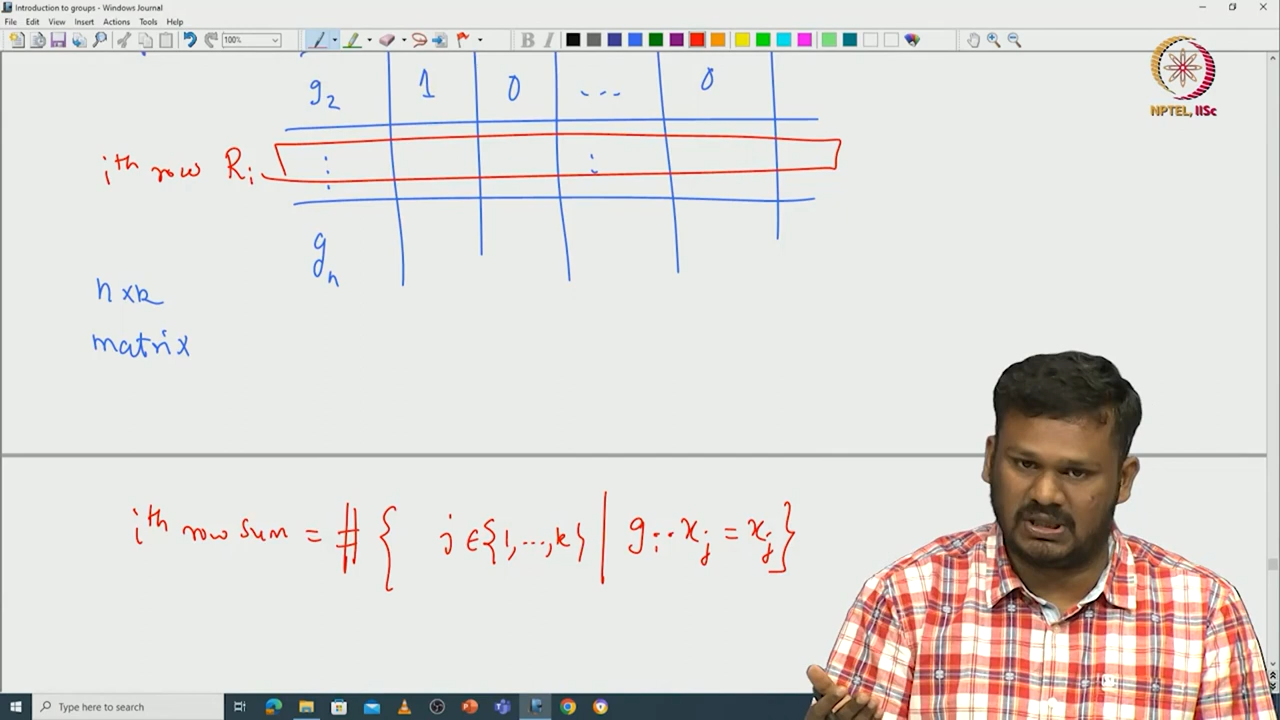 Introduction to groups - Windows Journal
File Edit View Insert Actions Tools Help
100%
B I
NPTEL, IISc
g₂ 1 0 ... 0
iᵗʰ row Rᵢ ⋮ ⋮
gₙ
n×k
matrix
iᵗʰ row sum = # { j ∈ {1,...,k} | gᵢ·xⱼ = xⱼ }
Type here to search